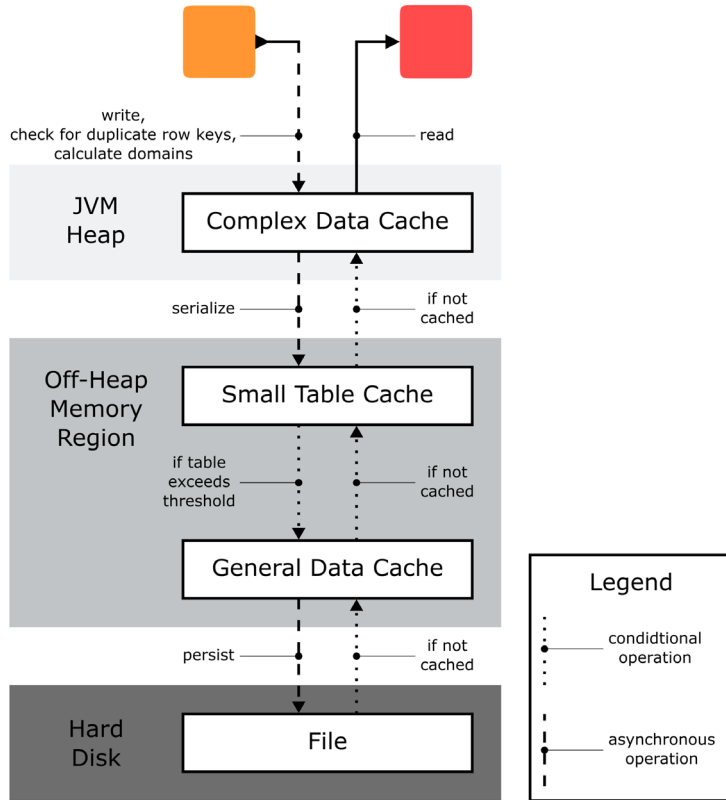 write,
check for duplicate row keys,
calculate domains
read
JVM
Heap
Complex Data Cache
serialize
if not
cached
Off-Heap
Memory
Region
Small Table Cache
if table
exceeds
threshold
if not
cached
General Data Cache
persist
if not
cached
Hard
Disk
File
Legend
condidtional
operation
asynchronous
operation